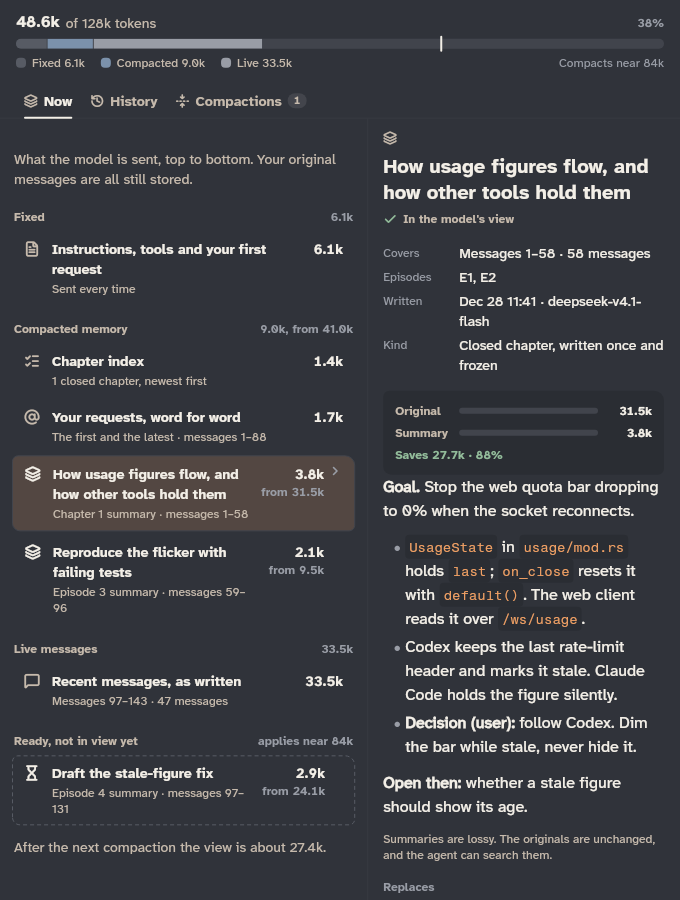 48.6k of 128k tokens
38%
Fixed 6.1k
Compacted 9.0k
Live 33.5k
Compacts near 84k
Now
History
Compactions 1
What the model is sent, top to bottom. Your original
messages are all still stored.
Fixed
6.1k
Instructions, tools and your first
request
6.1k
Sent every time
Compacted memory
9.0k, from 41.0k
Chapter index
1.4k
1 closed chapter, newest first
Your requests, word for word
1.7k
The first and the latest · messages 1–88
How usage figures flow, and
how other tools hold them
3.8k
from 31.5k
Chapter 1 summary · messages 1–58
Reproduce the flicker with
failing tests
2.1k
from 9.5k
Episode 3 summary · messages 59–
96
Live messages
33.5k
Recent messages, as written
33.5k
Messages 97–143 · 47 messages
Ready, not in view yet
applies near 84k
Draft the stale-figure fix
2.9k
from 24.1k
Episode 4 summary · messages 97–
131
After the next compaction the view is about 27.4k.
How usage figures flow, and
how other tools hold them
In the model's view
Covers
Messages 1–58 · 58 messages
Episodes
E1, E2
Written
Dec 28 11:41 · deepseek-v4.1-
flash
Kind
Closed chapter, written once and
frozen
Original
31.5k
Summary
3.8k
Saves 27.7k · 88%
Goal. Stop the web quota bar dropping
to 0% when the socket reconnects.
• UsageState in usage/mod.rs
holds last; on_close resets it
with default(). The web client
reads it over /ws/usage.
• Codex keeps the last rate-limit
header and marks it stale. Claude
Code holds the figure silently.
• Decision (user): follow Codex. Dim
the bar while stale, never hide it.
Open then: whether a stale figure
should show its age.
Summaries are lossy. The originals are unchanged,
and the agent can search them.
Replaces